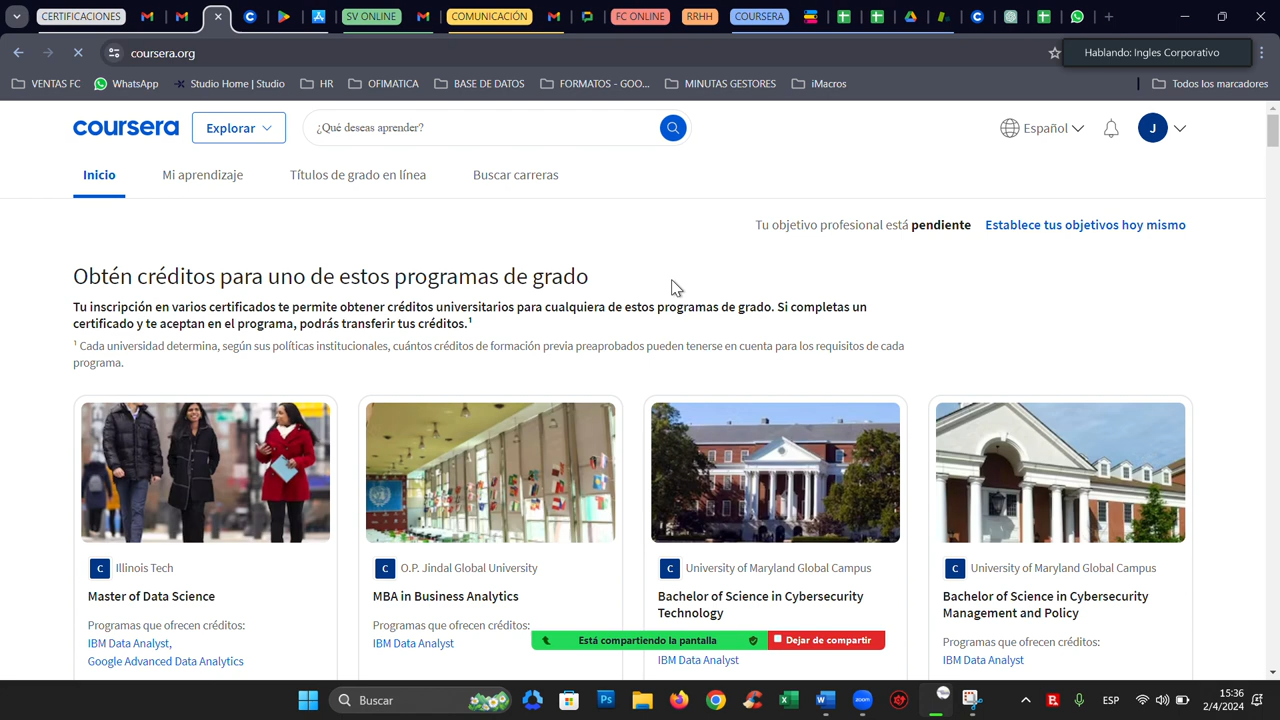 CERTIFICACIONES
SV ONLINE
COMUNICACIÓN
FC ONLINE
RRHH
COURSERA
coursera.org
Hablando: Ingles Corporativo
VENTAS FC
WhatsApp
Studio Home | Studio
HR
OFIMATICA
BASE DE DATOS
FORMATOS - GOO...
MINUTAS GESTORES
iMacros
Todos los marcadores
coursera
Explorar
¿Qué deseas aprender?
Español
J
Inicio
Mi aprendizaje
Títulos de grado en línea
Buscar carreras
Tu objetivo profesional está pendiente
Establece tus objetivos hoy mismo
Obtén créditos para uno de estos programas de grado
Tu inscripción en varios certificados te permite obtener créditos universitarios para cualquiera de estos programas de grado. Si completas un
certificado y te aceptan en el programa, podrás transferir tus créditos.¹
¹ Cada universidad determina, según sus políticas institucionales, cuántos créditos de formación previa preaprobados pueden tenerse en cuenta para los requisitos de cada
programa.
C Illinois Tech
Master of Data Science
Programas que ofrecen créditos:
IBM Data Analyst,
Google Advanced Data Analytics
C O.P. Jindal Global University
MBA in Business Analytics
Programas que ofrecen créditos:
IBM Data Analyst
C University of Maryland Global Campus
Bachelor of Science in Cybersecurity
Technology
IBM Data Analyst
C University of Maryland Global Campus
Bachelor of Science in Cybersecurity
Management and Policy
Programas que ofrecen créditos:
IBM Data Analyst
Está compartiendo la pantalla
Dejar de compartir
Buscar
Ps
zoom
ESP
15:36
2/4/2024